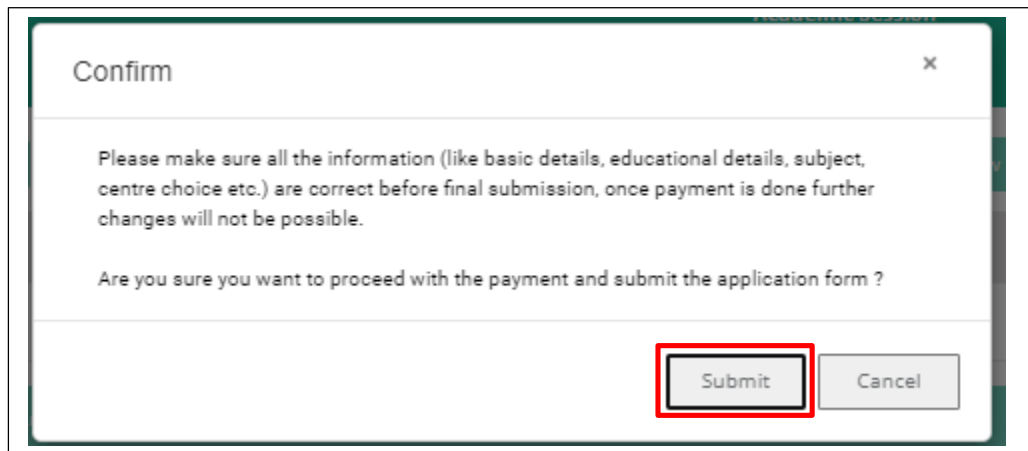 Academic Session
Confirm
×
Please make sure all the information (like basic details, educational details, subject,
centre choice etc.) are correct before final submission, once payment is done further
changes will not be possible.
Are you sure you want to proceed with the payment and submit the application form ?
Submit
Cancel